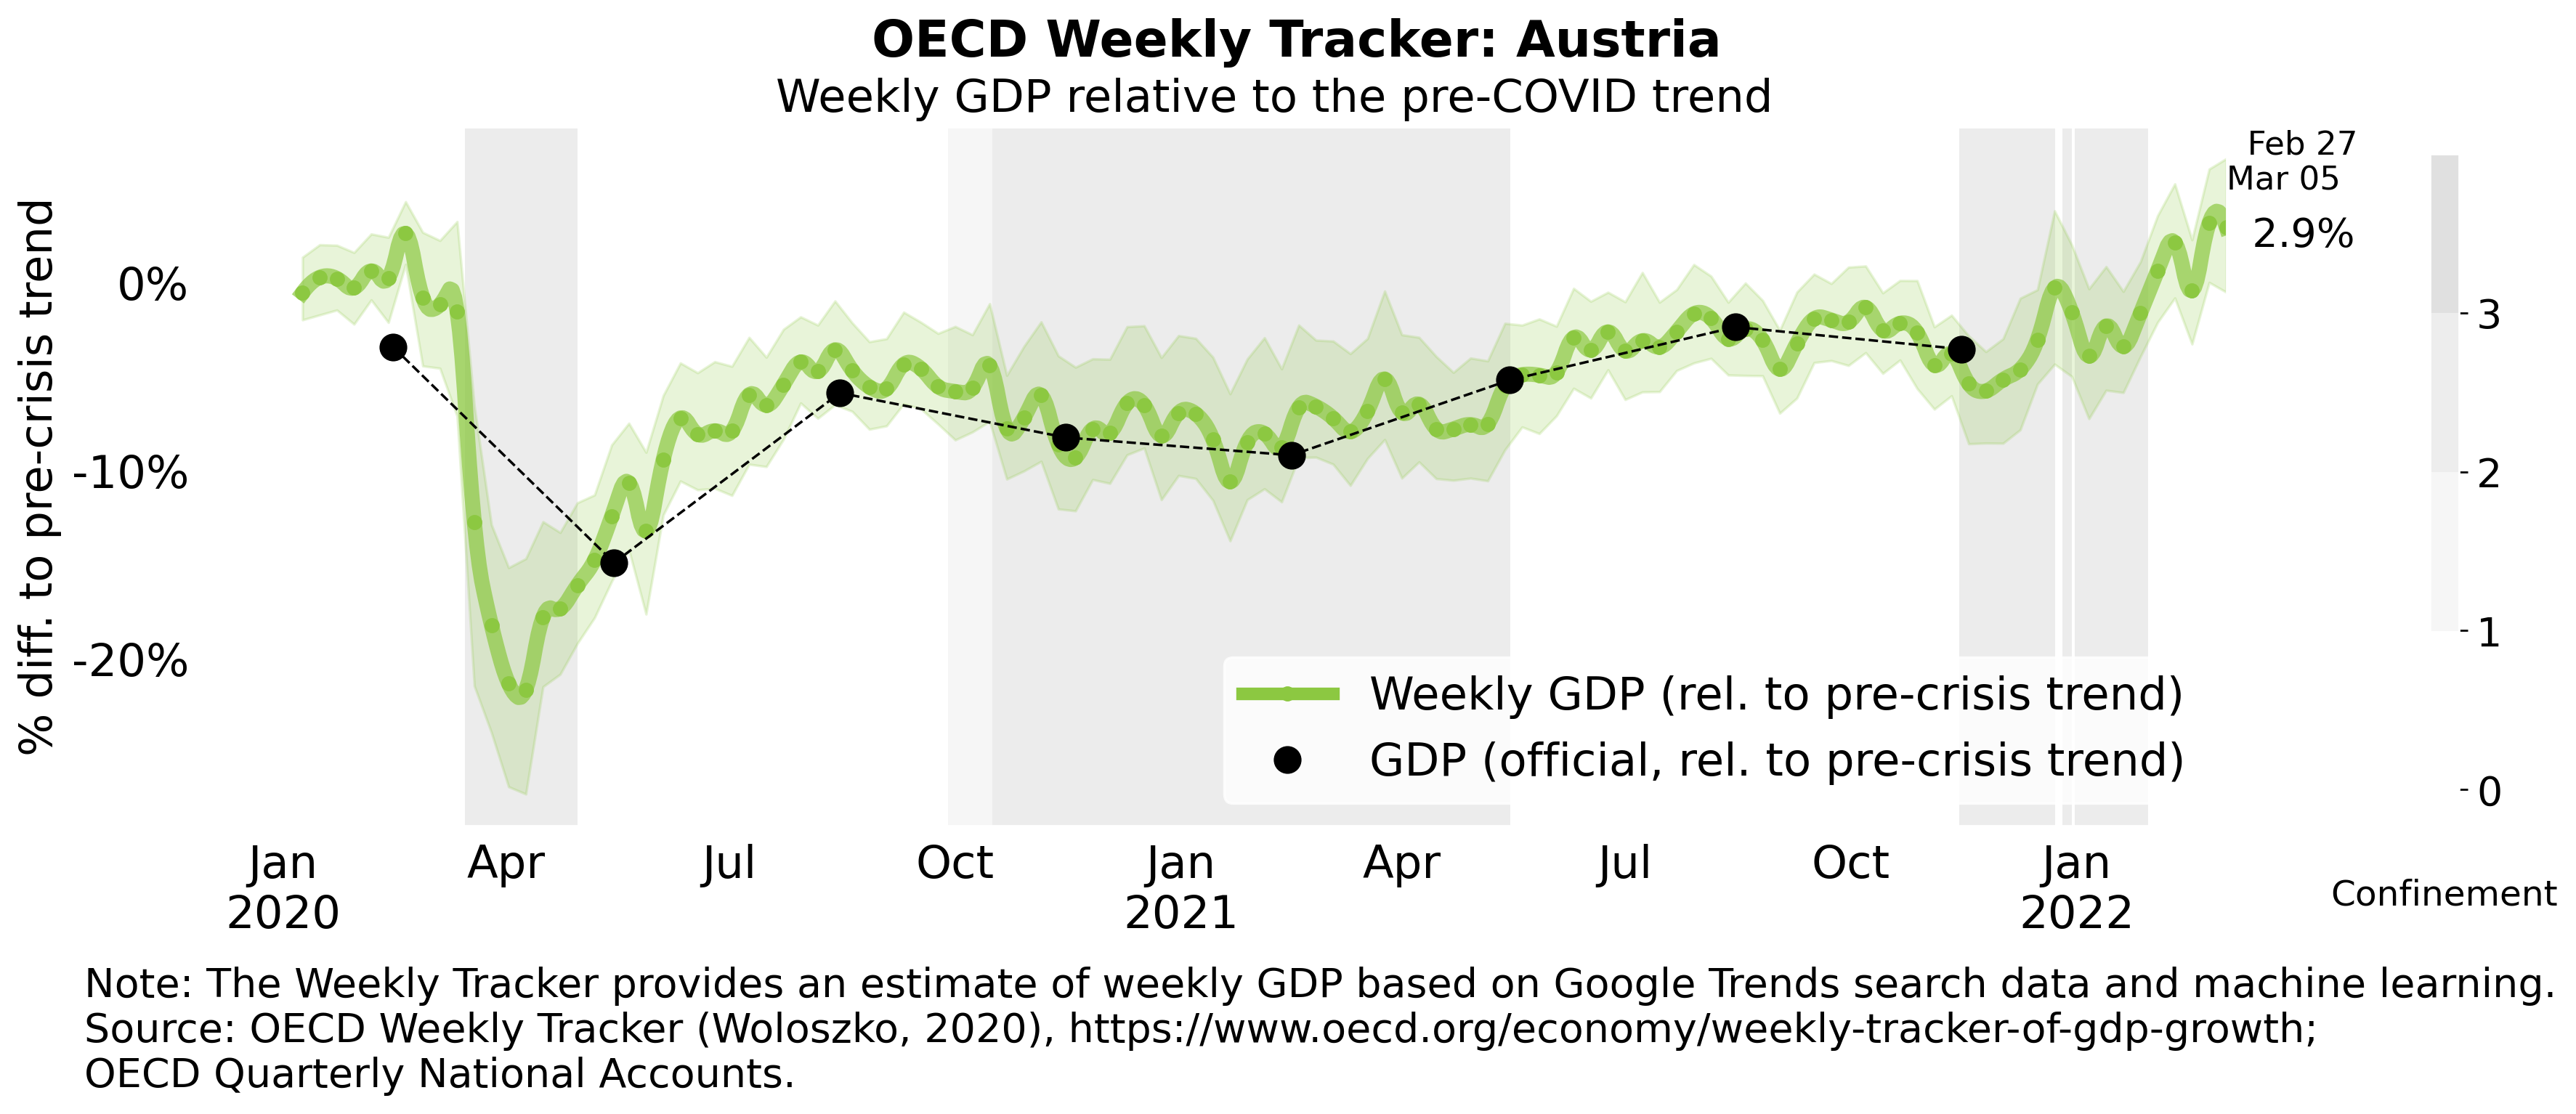 OECD Weekly Tracker: Austria
Weekly GDP relative to the pre-COVID trend
% diff. to pre-crisis trend
0%
-10%
-20%
Feb 27
Mar 05
2.9%
3
2
1
0
Confinement
Weekly GDP (rel. to pre-crisis trend)
GDP (official, rel. to pre-crisis trend)
Jan Apr Jul Oct Jan Apr Jul Oct Jan
2020 2021 2022
Note: The Weekly Tracker provides an estimate of weekly GDP based on Google Trends search data and machine learning.
Source: OECD Weekly Tracker (Woloszko, 2020), https://www.oecd.org/economy/weekly-tracker-of-gdp-growth;
OECD Quarterly National Accounts.